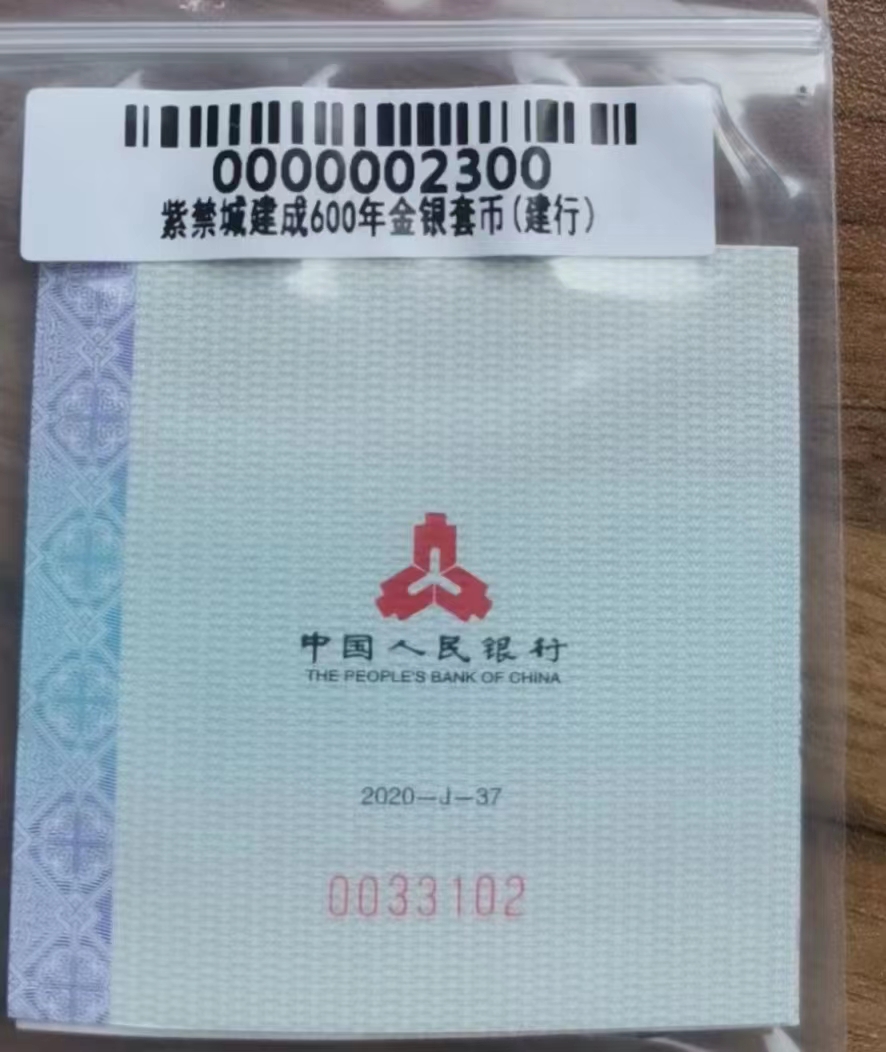 0000002300
紫禁城建成600年金银套币(建行)
中国人民银行
THE PEOPLE'S BANK OF CHINA
2020-J-37
0033102